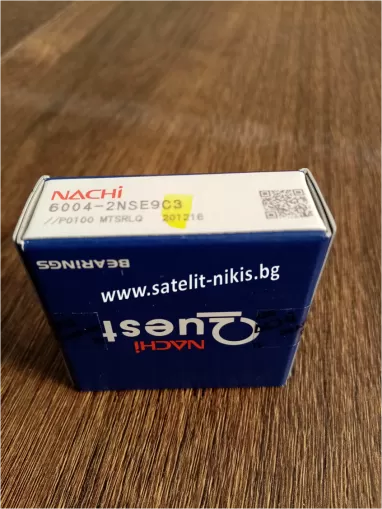 NACHi
6004-2NSE9C3
//P0100 MTSRLQ 201216
BEARINGS
www.satelit-nikis.bg
Quest
NACHi